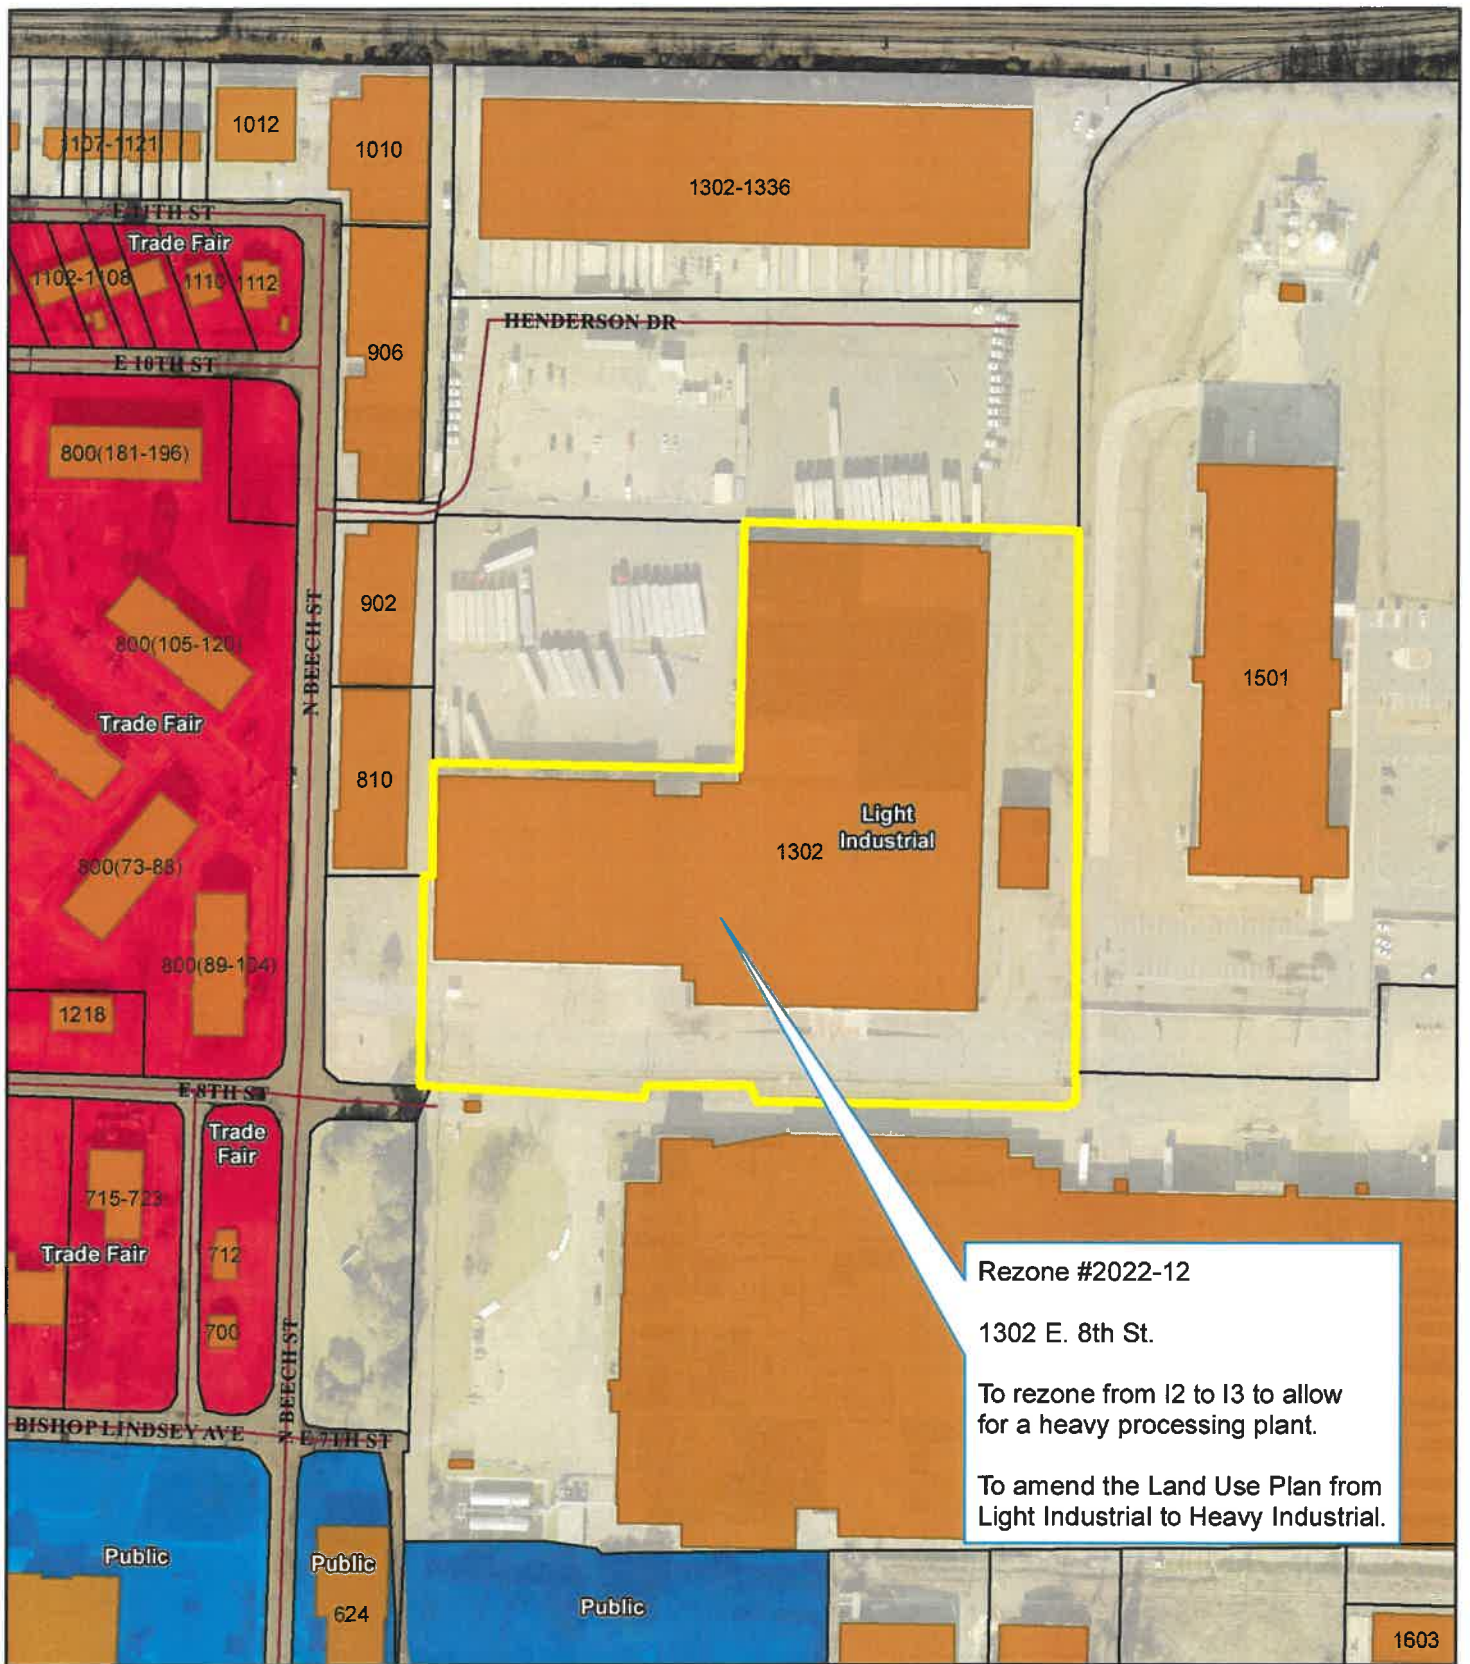 1107-1121
1012
1010
1302-1336
E 11TH ST
Trade Fair
1102-1108
1110
1112
HENDERSON DR
906
E 10TH ST
800(181-196)
902
N BEECH ST
800(105-120)
1501
Trade Fair
810
Light
Industrial
1302
800(73-88)
800(89-104)
1218
E 8TH ST
Trade
Fair
715-723
Trade Fair
712
700
N BEECH ST
Rezone #2022-12
1302 E. 8th St.
To rezone from I2 to I3 to allow
for a heavy processing plant.
To amend the Land Use Plan from
Light Industrial to Heavy Industrial.
BISHOP LINDSEY AVE
E 7TH ST
Public
Public
624
Public
1603